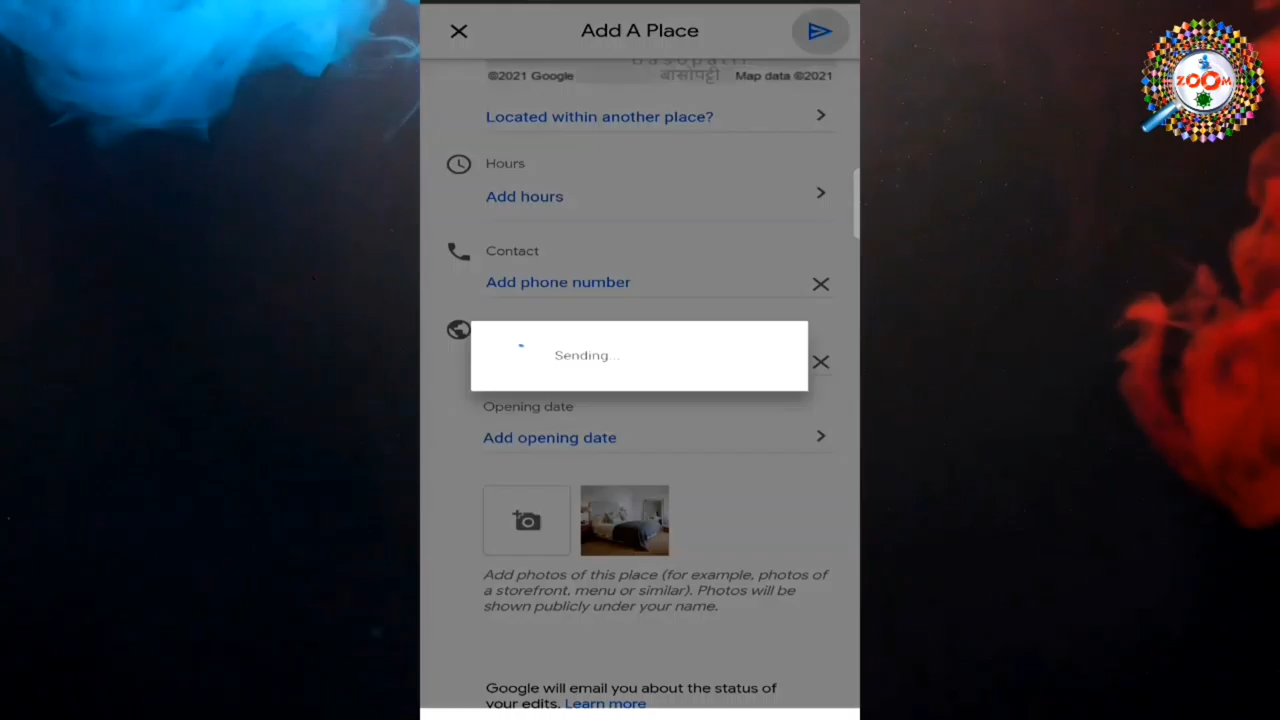 Add A Place
ZOOM
©2021 Google
बासोपट्टी
Map data ©2021
Located within another place?
Hours
Add hours
Contact
Add phone number
Sending...
Opening date
Add opening date
Add photos of this place (for example, photos of
a storefront, menu or similar). Photos will be
shown publicly under your name.
Google will email you about the status of
your edits. Learn more